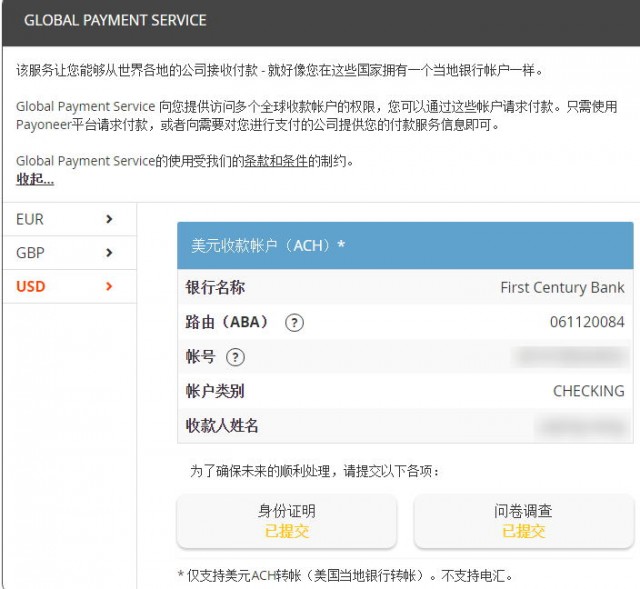 GLOBAL PAYMENT SERVICE
该服务让您能够从世界各地的公司接收付款 - 就好像您在这些国家拥有一个当地银行帐户一样。
Global Payment Service 向您提供访问多个全球收款帐户的权限，您可以通过这些帐户请求付款。只需使用
Payoneer平台请求付款，或者向需要对您进行支付的公司提供您的付款服务信息即可。
Global Payment Service的使用受我们的条款和条件的制约。
收起...
EUR
GBP
USD
美元收款帐户（ACH）*
银行名称 First Century Bank
路由（ABA） ? 061120084
帐号 ?
帐户类别 CHECKING
收款人姓名
为了确保未来的顺利处理，请提交以下各项：
身份证明 问卷调查
已提交 已提交
* 仅支持美元ACH转帐（美国当地银行转帐）。不支持电汇。